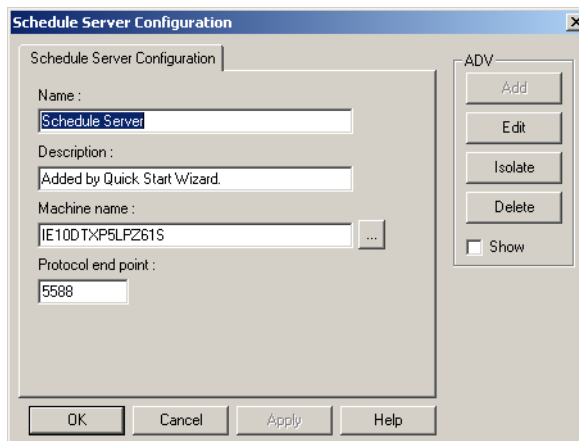 Schedule Server Configuration
Schedule Server Configuration
Name :
Schedule Server
Description :
Added by Quick Start Wizard.
Machine name :
IE10DTXP5LPZ61S
...
Protocol end point :
5588
OK
Cancel
Apply
Help
ADV
Add
Edit
Isolate
Delete
Show